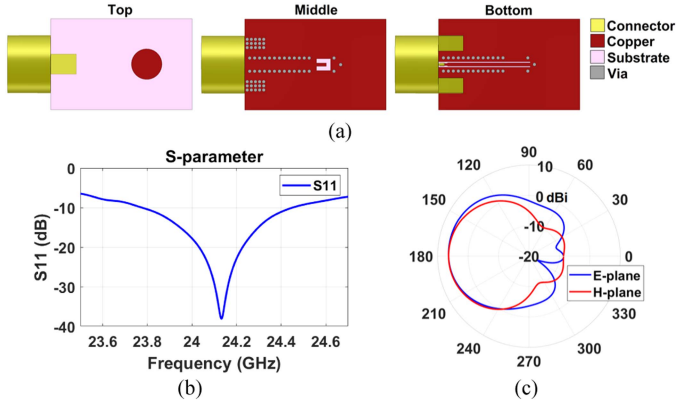 Top Middle Bottom
Connector
Copper
Substrate
Via
(a)
S-parameter
S11
0
-10
-20
-30
-40
S11 (dB)
23.6 23.8 24 24.2 24.4 24.6
Frequency (GHz)
(b)
90
120 10 60
150 0 dBi 30
-10
180 -20 0
E-plane
H-plane
210 330
240 300
270
(c)